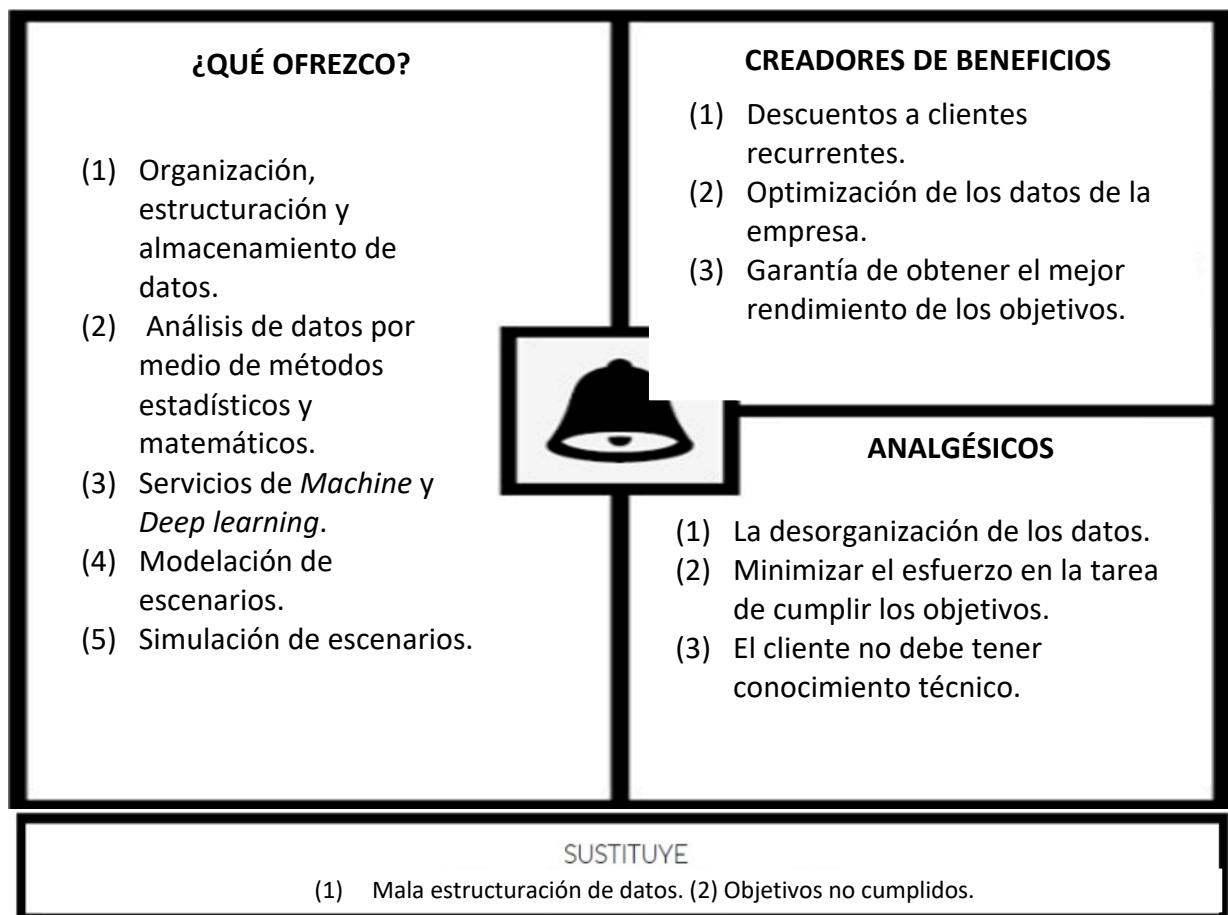 ¿QUÉ OFREZCO?
(1) Organización,
estructuración y
almacenamiento de
datos.
(2) Análisis de datos por
medio de métodos
estadísticos y
matemáticos.
(3) Servicios de Machine y
Deep learning.
(4) Modelación de
escenarios.
(5) Simulación de escenarios.
CREADORES DE BENEFICIOS
(1) Descuentos a clientes
recurrentes.
(2) Optimización de los datos de la
empresa.
(3) Garantía de obtener el mejor
rendimiento de los objetivos.
ANALGÉSICOS
(1) La desorganización de los datos.
(2) Minimizar el esfuerzo en la tarea
de cumplir los objetivos.
(3) El cliente no debe tener
conocimiento técnico.
SUSTITUYE
(1) Mala estructuración de datos. (2) Objetivos no cumplidos.